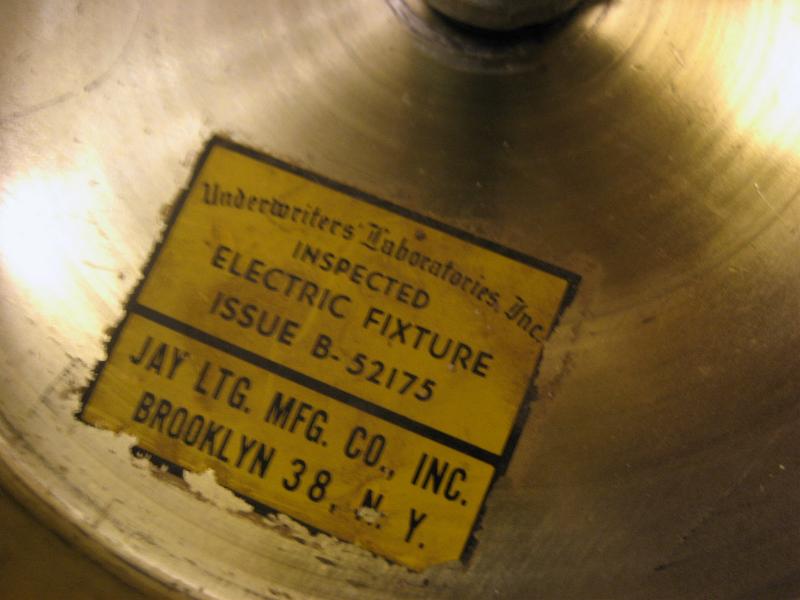 Underwriters' Laboratories, Inc.
INSPECTED
ELECTRIC FIXTURE
ISSUE B-52175
JAY LTG. MFG. CO., INC.
BROOKLYN 38, N. Y.